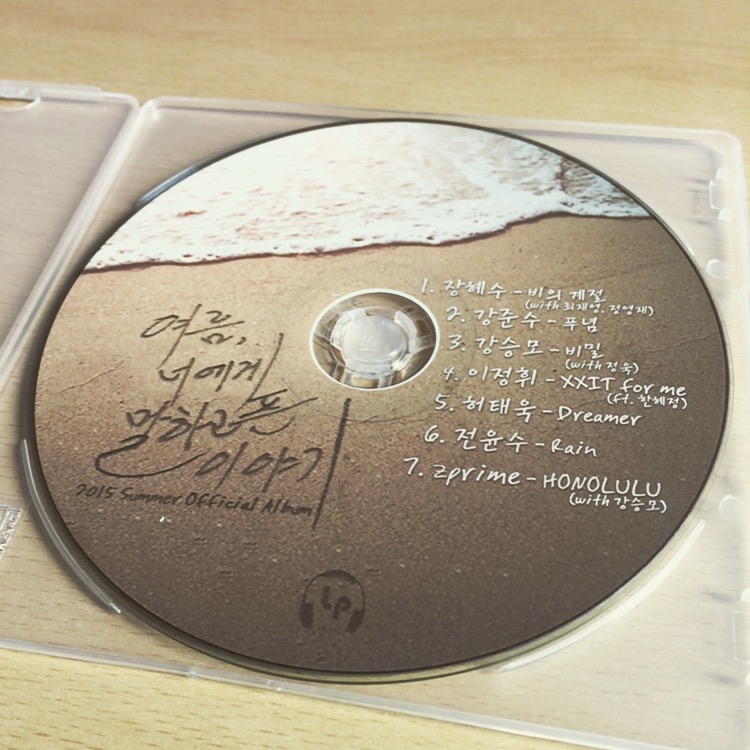 여름,
너에게
말하고픈
이야기
2015 Summer Official Album
1. 장혜수 - 비의 계절
(with 최재영, 정영재)
2. 강준수 - 푸념
3. 강승모 - 비밀
(with 정욱)
4. 이정휘 - XXIT for me
(ft. 한혜정)
5. 허태욱 - Dreamer
6. 전윤수 - Rain
7. Zprime - HONOLULU
(with 강승모)
LP